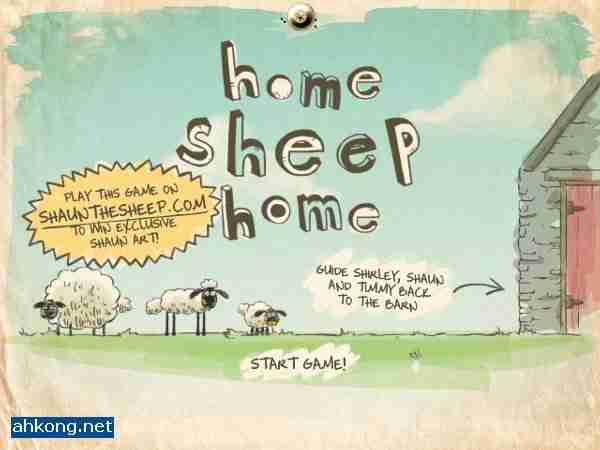 home
sheep
home
PLAY THIS GAME ON
SHAUNTHESHEEP.COM
TO WIN EXCLUSIVE
SHAUN ART!
GUIDE SHIRLEY, SHAUN
AND TIMMY BACK
TO THE BARN
START GAME!
ahkong.net